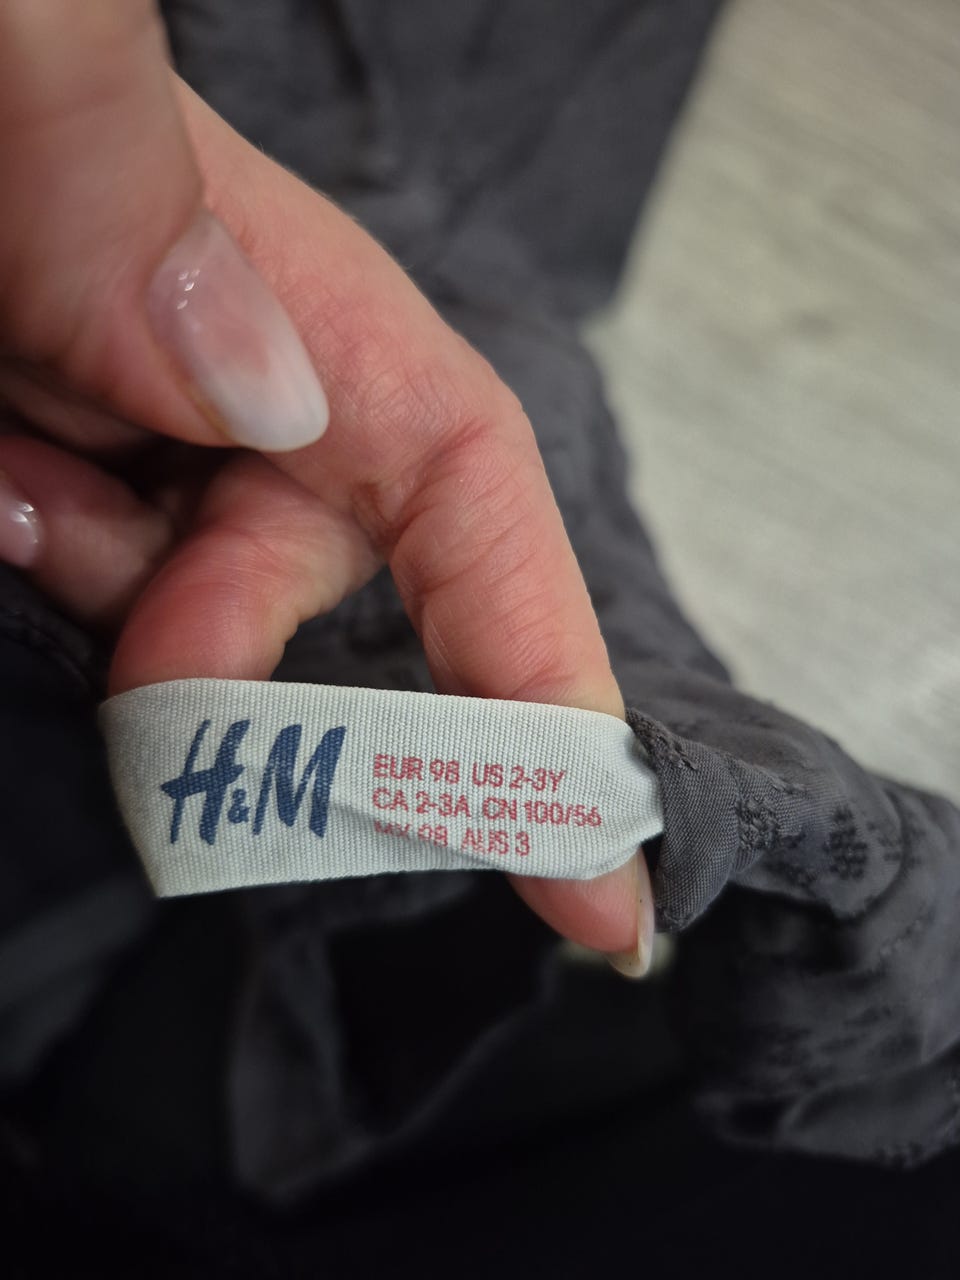 H&M
EUR 98 US 2-3Y
CA 2-3A CN 100/56
MX 98 AUS 3